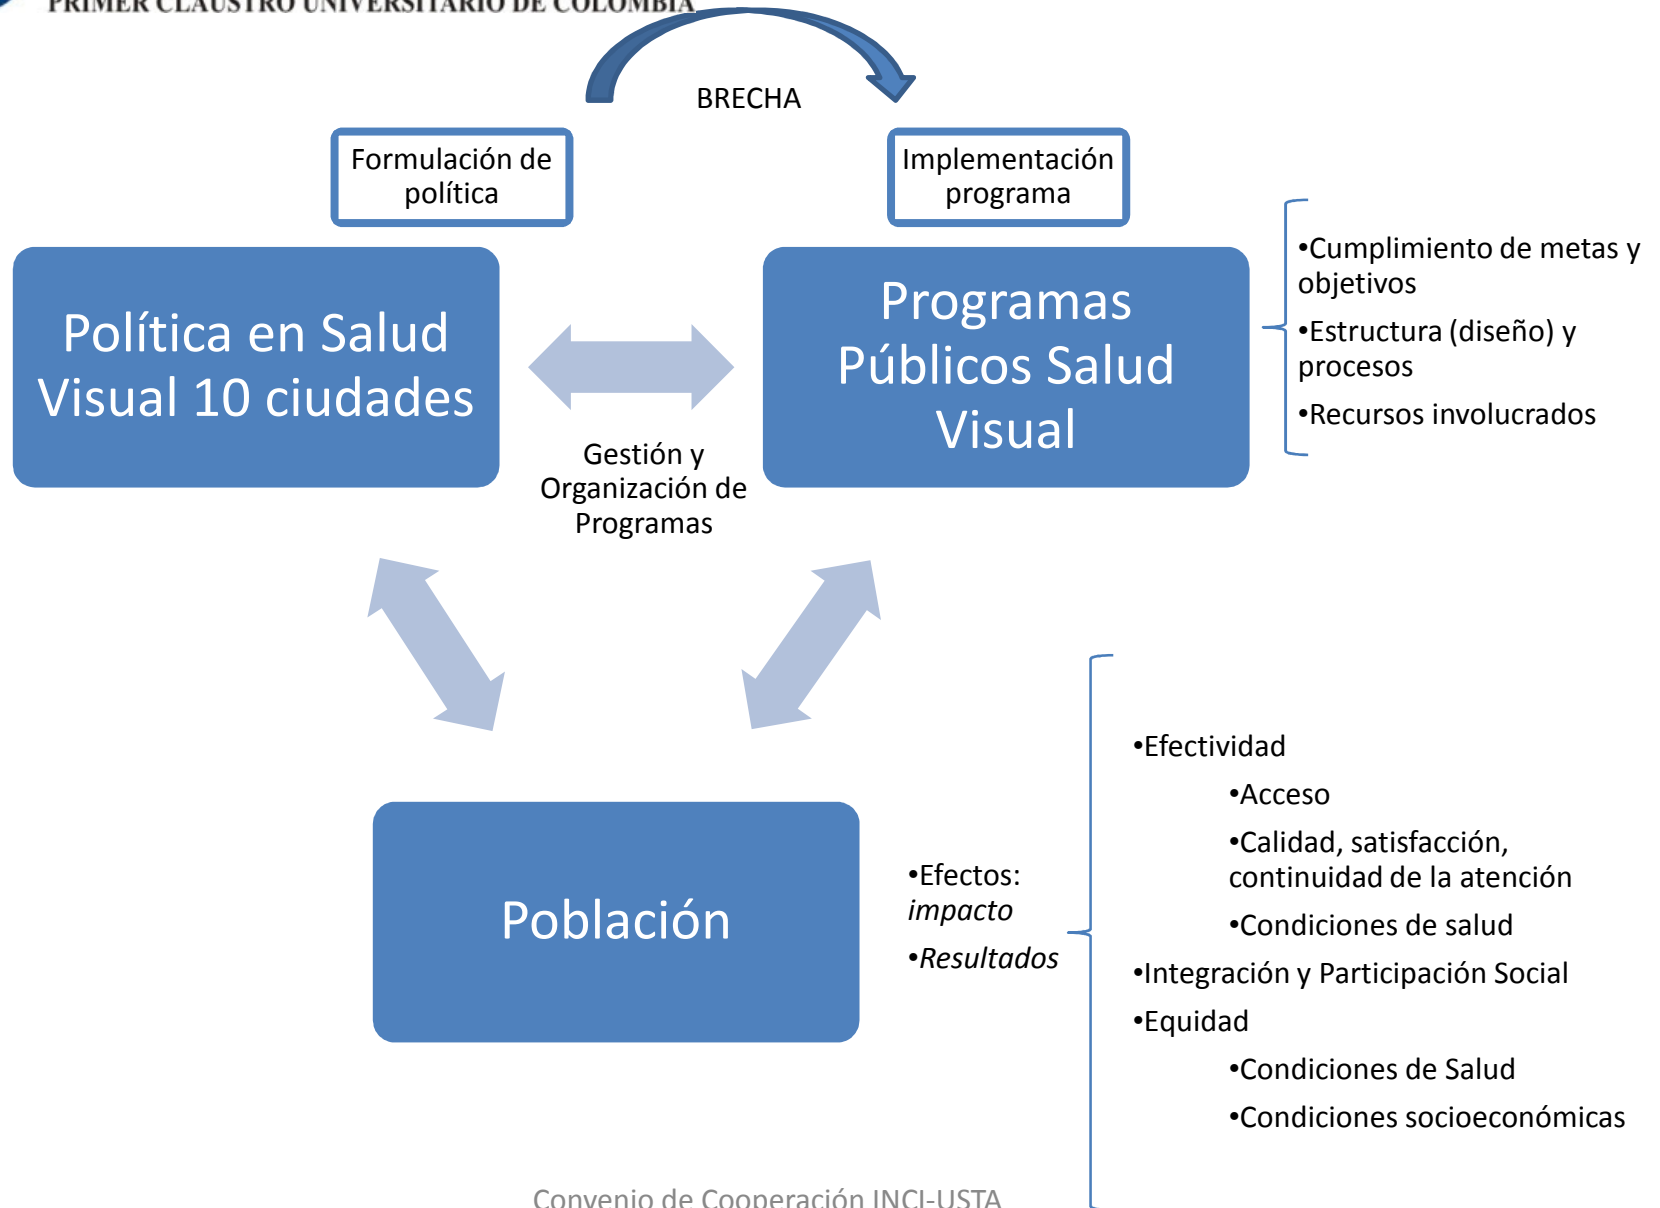 PRIMER CLAUSTRO UNIVERSITARIO DE COLOMBIA
BRECHA
Formulación de
política
Implementación
programa
Política en Salud
Visual 10 ciudades
Programas
Públicos Salud
Visual
•Cumplimiento de metas y
objetivos
•Estructura (diseño) y
procesos
•Recursos involucrados
Gestión y
Organización de
Programas
Población
•Efectos:
impacto
•Resultados
•Efectividad
•Acceso
•Calidad, satisfacción,
continuidad de la atención
•Condiciones de salud
•Integración y Participación Social
•Equidad
•Condiciones de Salud
•Condiciones socioeconómicas
Convenio de Cooperación INCI-USTA